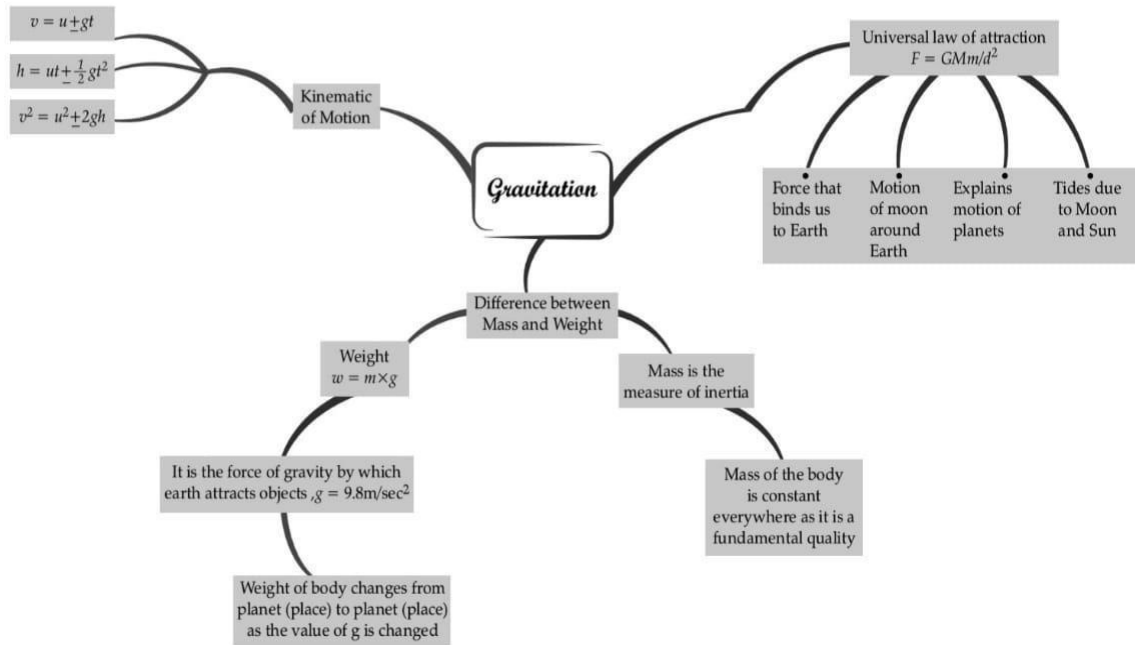 v = u ± gt
h = ut ± 1/2 gt²
v² = u² ± 2gh
Kinematic
of Motion
Gravitation
Universal law of attraction
F = GMm/d²
Force that
binds us
to Earth
Motion
of moon
around
Earth
Explains
motion of
planets
Tides due
to Moon
and Sun
Difference between
Mass and Weight
Weight
w = m×g
It is the force of gravity by which
earth attracts objects ,g = 9.8m/sec²
Weight of body changes from
planet (place) to planet (place)
as the value of g is changed
Mass is the
measure of inertia
Mass of the body
is constant
everywhere as it is a
fundamental quality